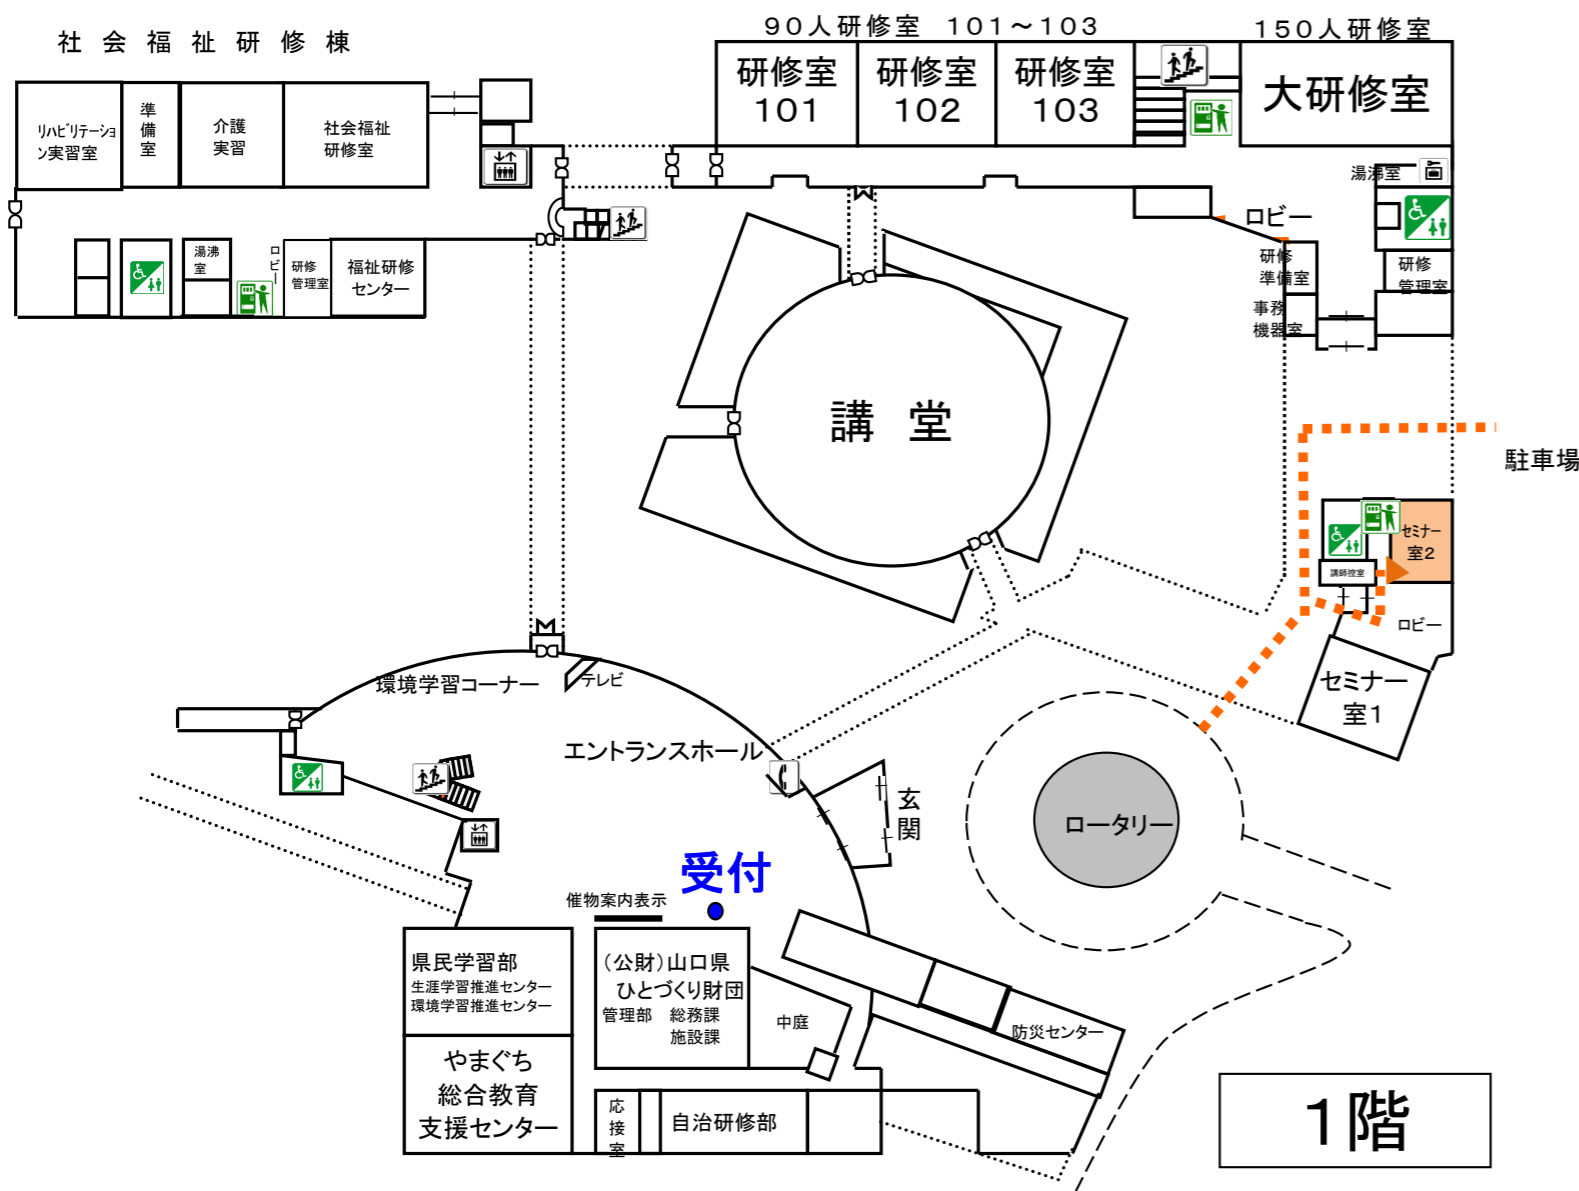 社会福祉研修棟
90人研修室 101～103
150人研修室
リハビリテーショ
ン実習室
準
備
室
介護
実習
社会福祉
研修室
研修室
101
研修室
102
研修室
103
大研修室
湯沸室
ロビー
湯沸
室
ロ
ビ
ー
研修
管理室
福祉研修
センター
研修
準備室
研修
管理室
事務
機器室
講堂
駐車場
セミナー
室2
講師控室
ロビー
セミナー
室1
環境学習コーナー
テレビ
エントランスホール
玄
関
ロータリー
受付
催物案内表示
県民学習部
生涯学習推進センター
環境学習推進センター
(公財)山口県
ひとづくり財団
管理部 総務課
施設課
中庭
防災センター
やまぐち
総合教育
支援センター
応
接
室
自治研修部
1階